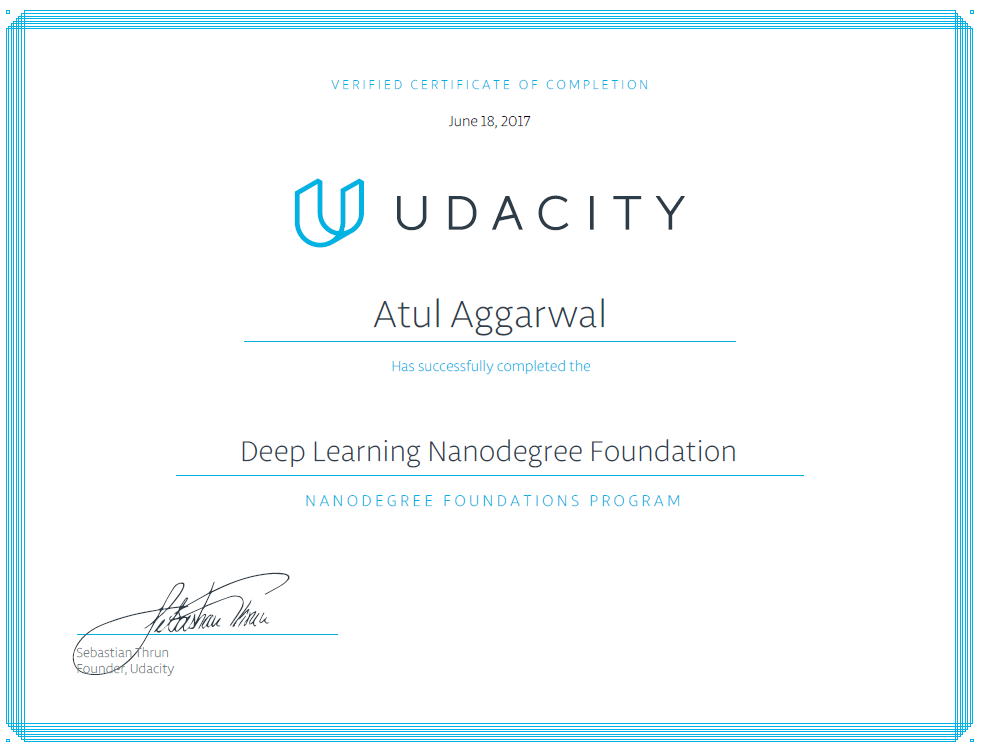 VERIFIED CERTIFICATE OF COMPLETION
June 18, 2017
UDACITY
Atul Aggarwal
Has successfully completed the
Deep Learning Nanodegree Foundation
NANODEGREE FOUNDATIONS PROGRAM
Sebastian Thrun
Sebastian Thrun
Founder, Udacity